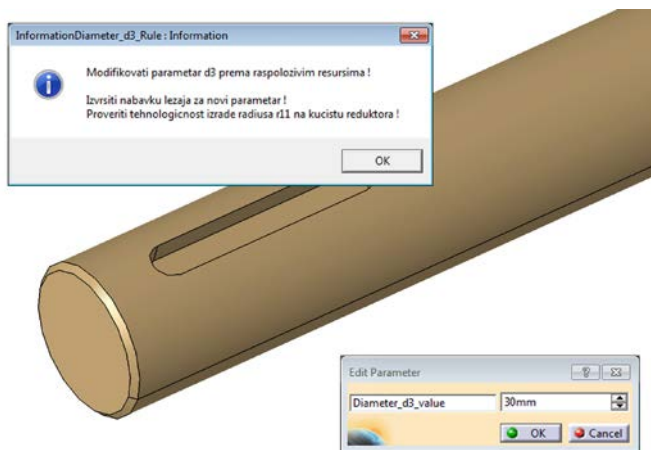 InformationDiameter_d3_Rule : Information
Modifikovati parametar d3 prema raspolozivim resursima !
Izvrsiti nabavku lezaja za novi parametar !
Proveriti tehnologicnost izrade radiusa r11 na kucistu reduktora !
OK
Edit Parameter
Diameter_d3_value 30mm
OK Cancel